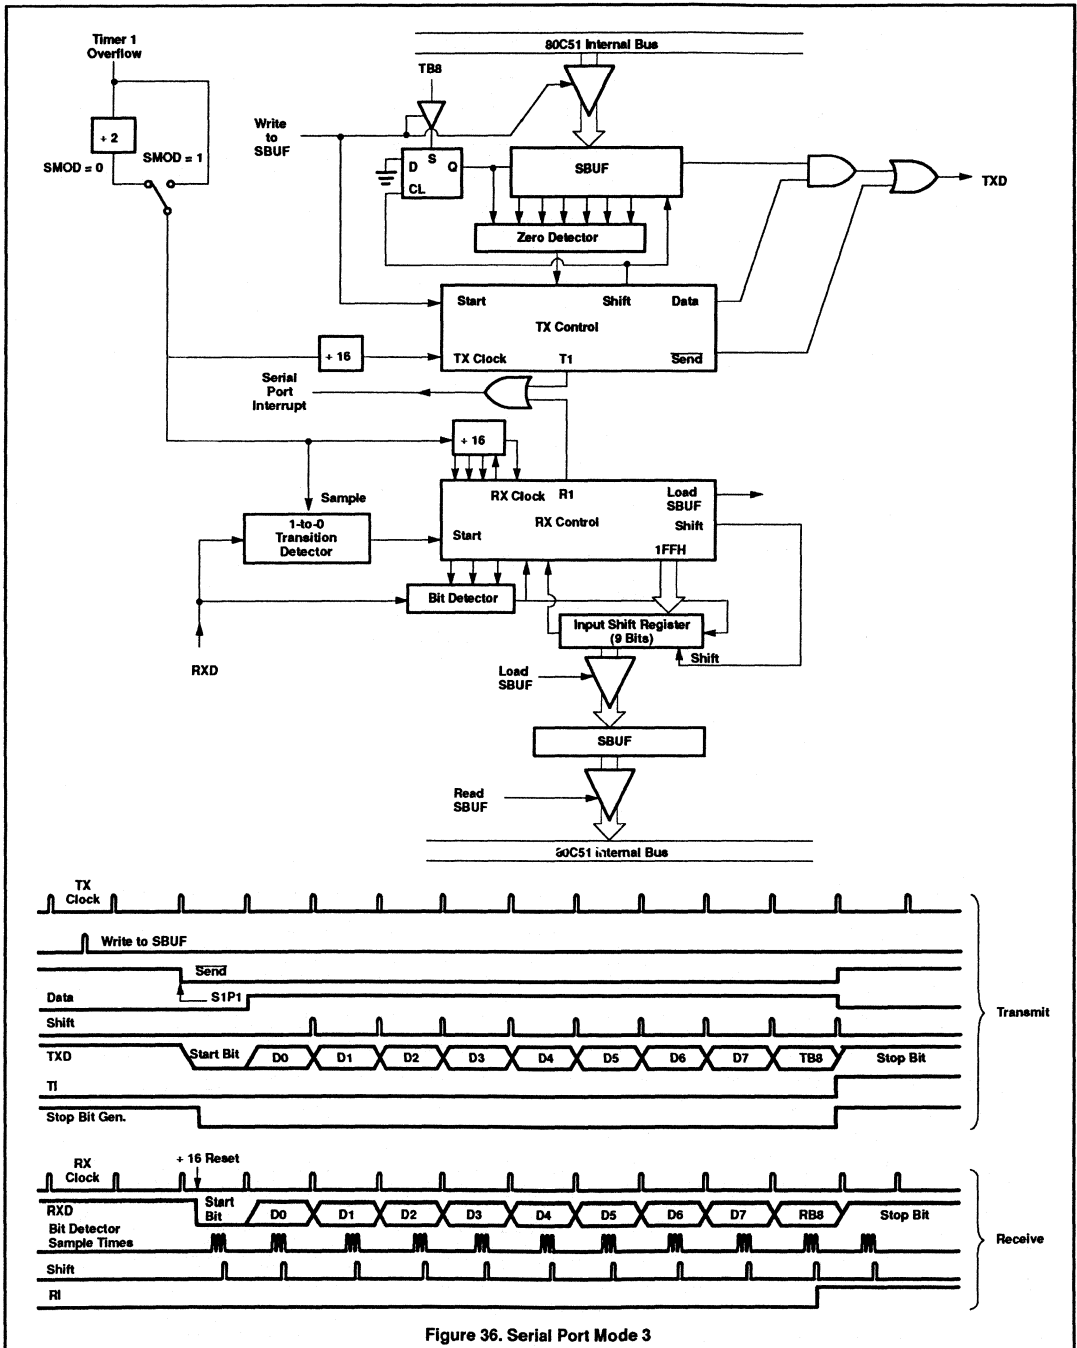 Timer 1
Overflow
80C51 Internal Bus
TB8
Write
to
SBUF
÷ 2
SMOD = 0
SMOD = 1
S
D
Q
CL
SBUF
TXD
Zero Detector
Start
Shift
Data
TX Control
÷ 16
TX Clock
T1
Send
Serial
Port
Interrupt
÷ 16
RX Clock
R1
Load
SBUF
Sample
RX Control
Shift
1-to-0
Transition
Detector
Start
1FFH
Bit Detector
Input Shift Register
(9 Bits)
Shift
RXD
Load
SBUF
SBUF
Read
SBUF
80C51 internal Bus
TX
Clock
Write to SBUF
Send
Data
S1P1
Shift
Transmit
TXD
Start Bit
D0
D1
D2
D3
D4
D5
D6
D7
TB8
Stop Bit
TI
Stop Bit Gen.
RX
Clock
÷ 16 Reset
RXD
Start
Bit
D0
D1
D2
D3
D4
D5
D6
D7
RB8
Stop Bit
Bit Detector
Sample Times
Receive
Shift
RI
Figure 36. Serial Port Mode 3